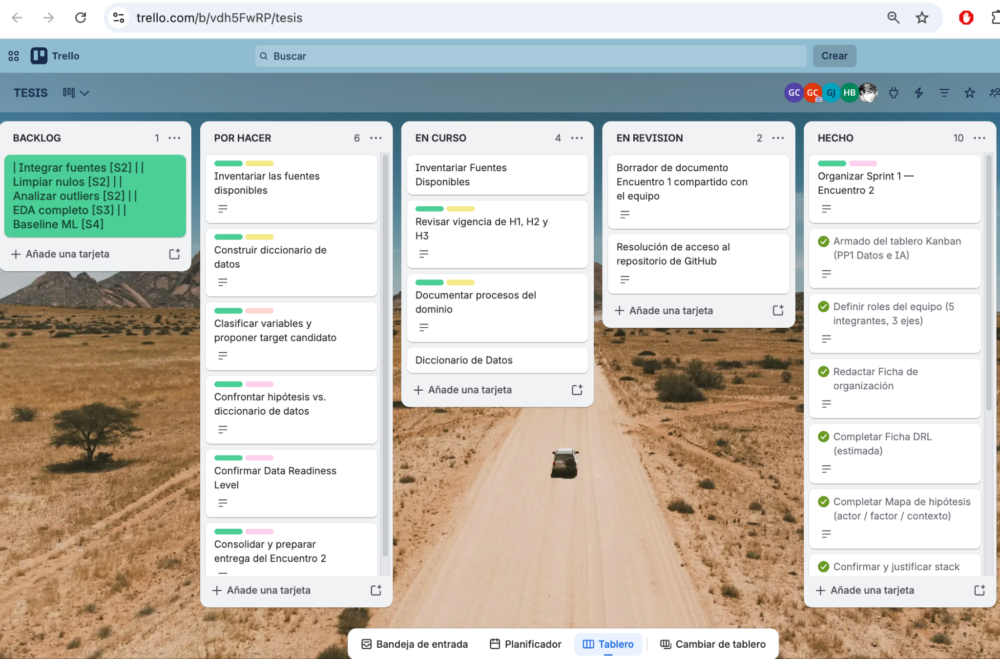 trello.com/b/vdh5FwRP/tesis
Trello
Buscar
Crear
TESIS
GC
GC
GJ
HB
BACKLOG
1
| Integrar fuentes [S2] | |
Limpiar nulos [S2] | |
Analizar outliers [S2] | |
EDA completo [S3] | |
Baseline ML [S4]
Añade una tarjeta
POR HACER
6
Inventariar las fuentes
disponibles
Construir diccionario de
datos
Clasificar variables y
proponer target candidato
Confrontar hipótesis vs.
diccionario de datos
Confirmar Data Readiness
Level
Consolidar y preparar
entrega del Encuentro 2
Añade una tarjeta
EN CURSO
4
Inventariar Fuentes
Disponibles
Revisar vigencia de H1, H2 y
H3
Documentar procesos del
dominio
Diccionario de Datos
Añade una tarjeta
EN REVISION
2
Borrador de documento
Encuentro 1 compartido con
el equipo
Resolución de acceso al
repositorio de GitHub
Añade una tarjeta
HECHO
10
Organizar Sprint 1 —
Encuentro 2
Armado del tablero Kanban
(PP1 Datos e IA)
Definir roles del equipo (5
integrantes, 3 ejes)
Redactar Ficha de
organización
Completar Ficha DRL
(estimada)
Completar Mapa de hipótesis
(actor / factor / contexto)
Confirmar y justificar stack
Añade una tarjeta
Bandeja de entrada
Planificador
Tablero
Cambiar de tablero